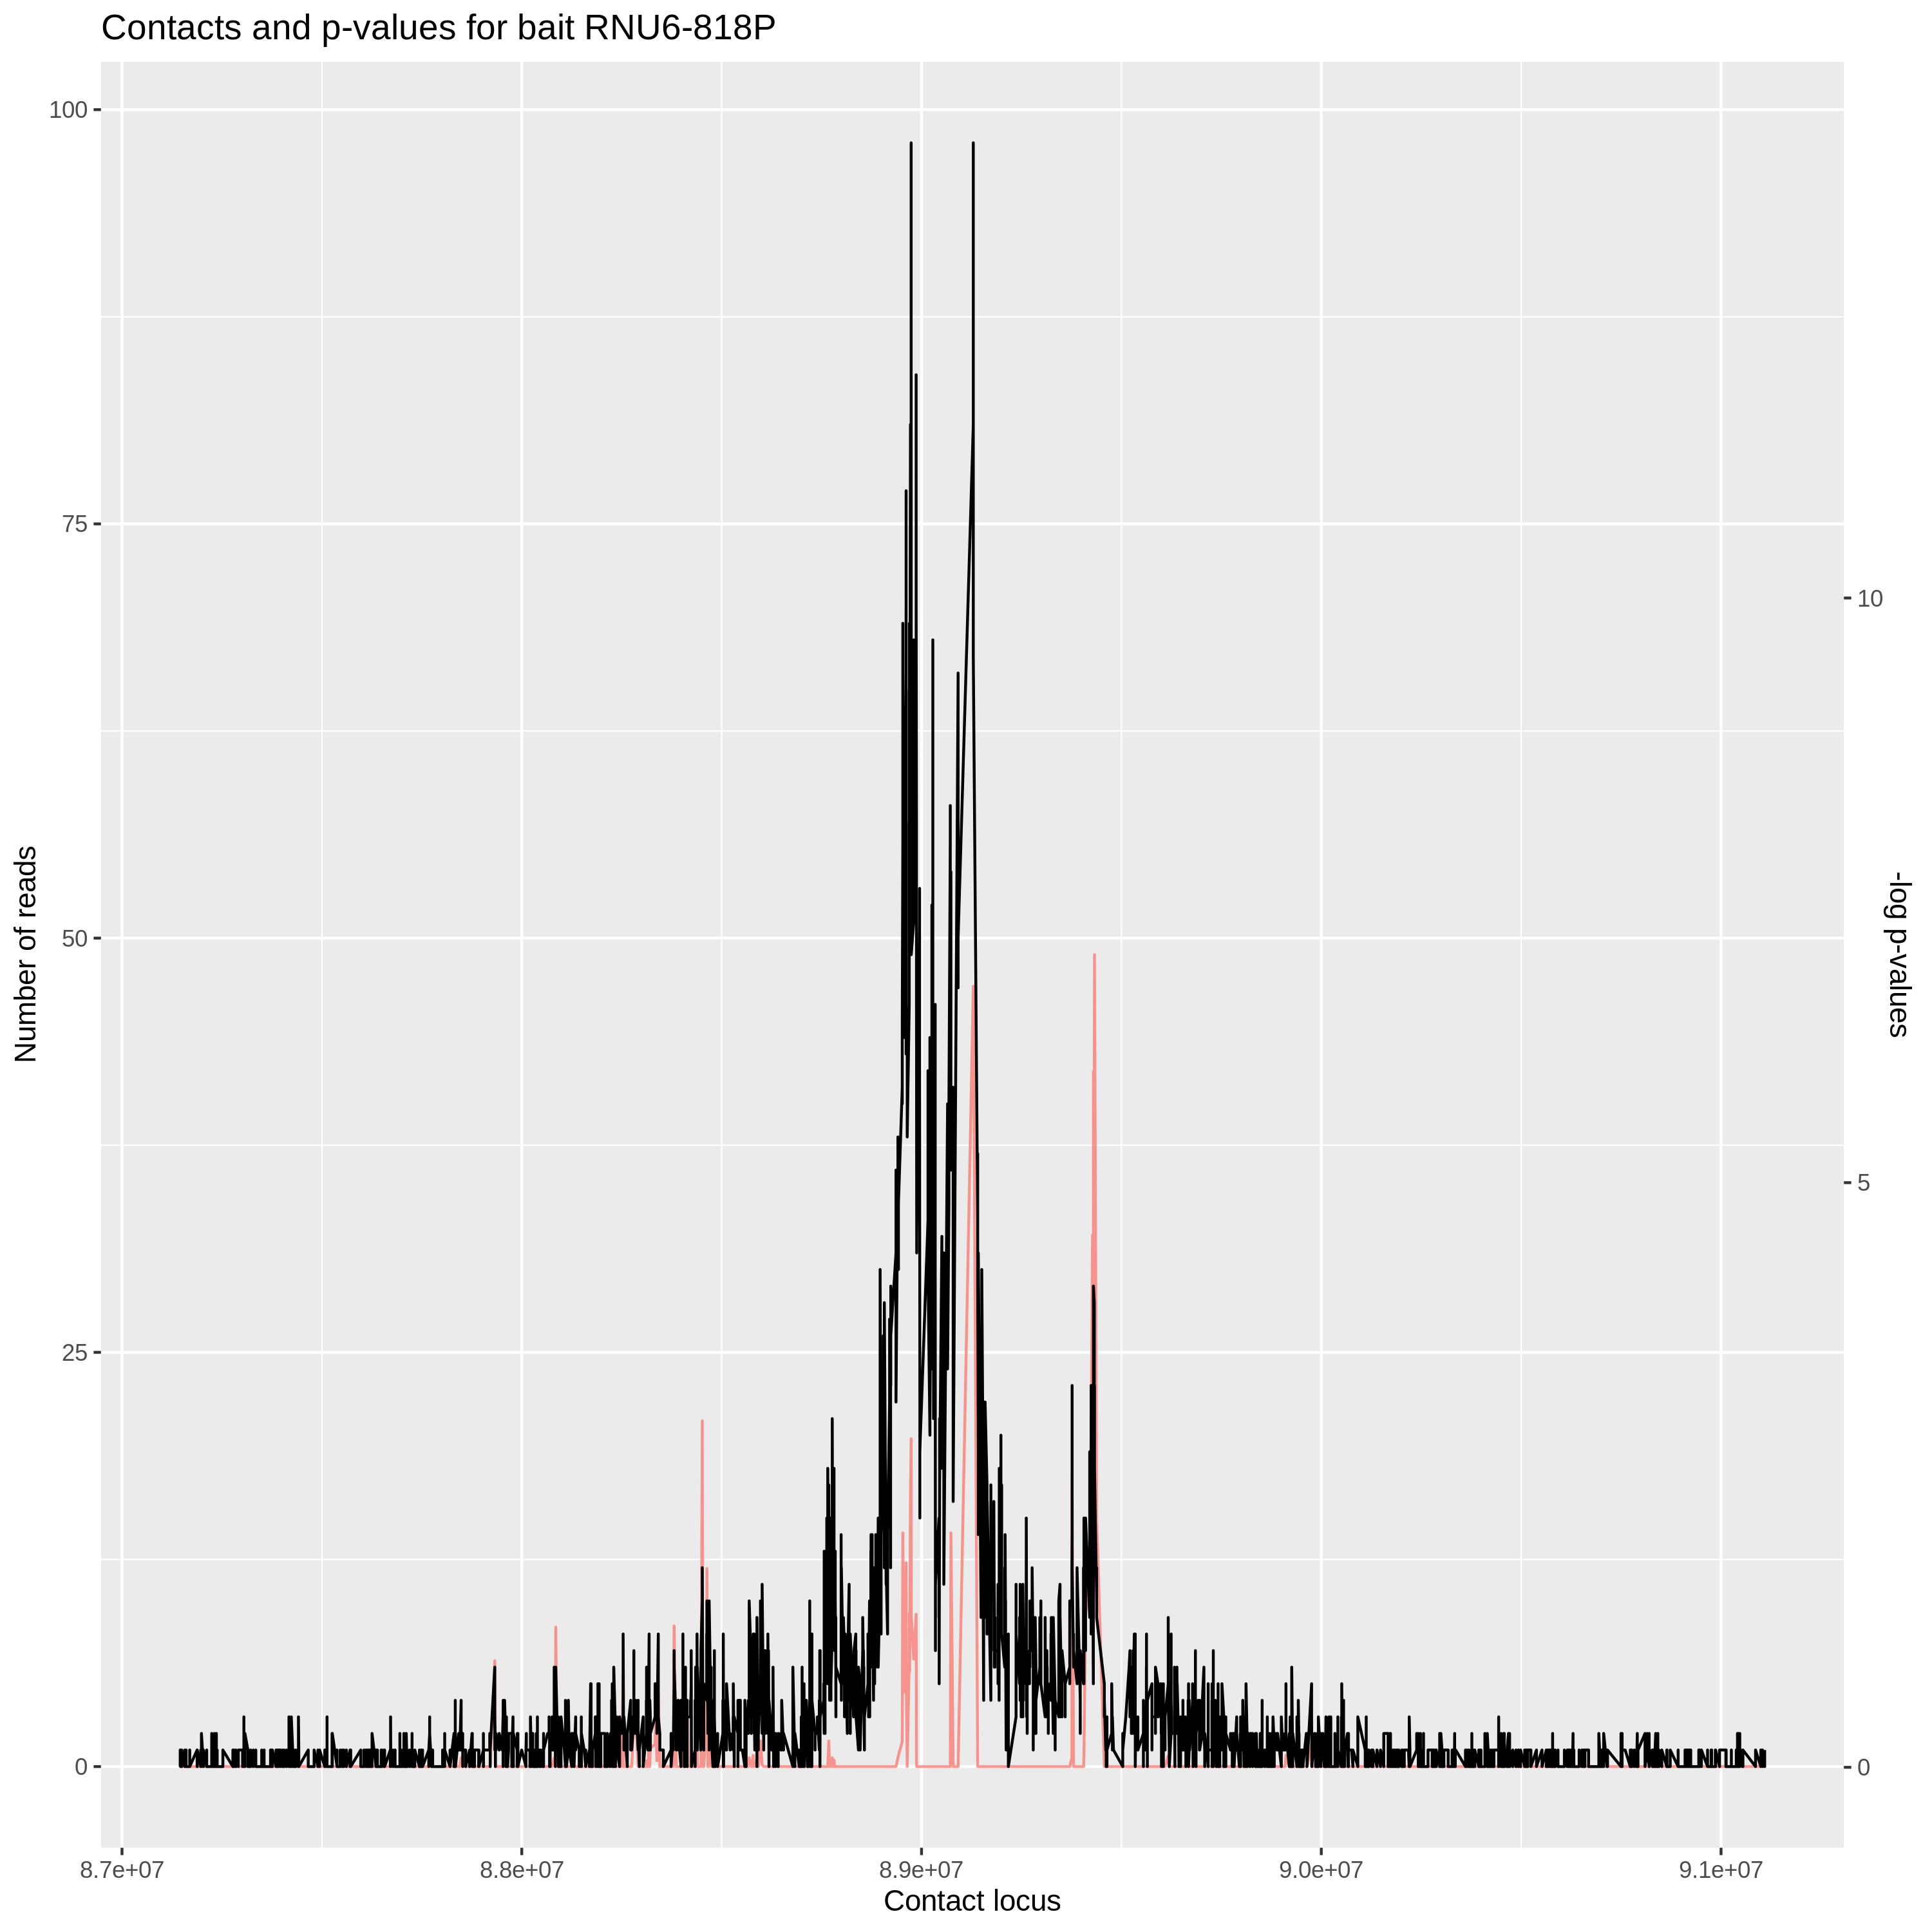 Contacts and p-values for bait RNU6-818P
100
75
50
25
0
Number of reads
10
5
0
-log p-values
8.7e+07
8.8e+07
8.9e+07
9.0e+07
9.1e+07
Contact locus